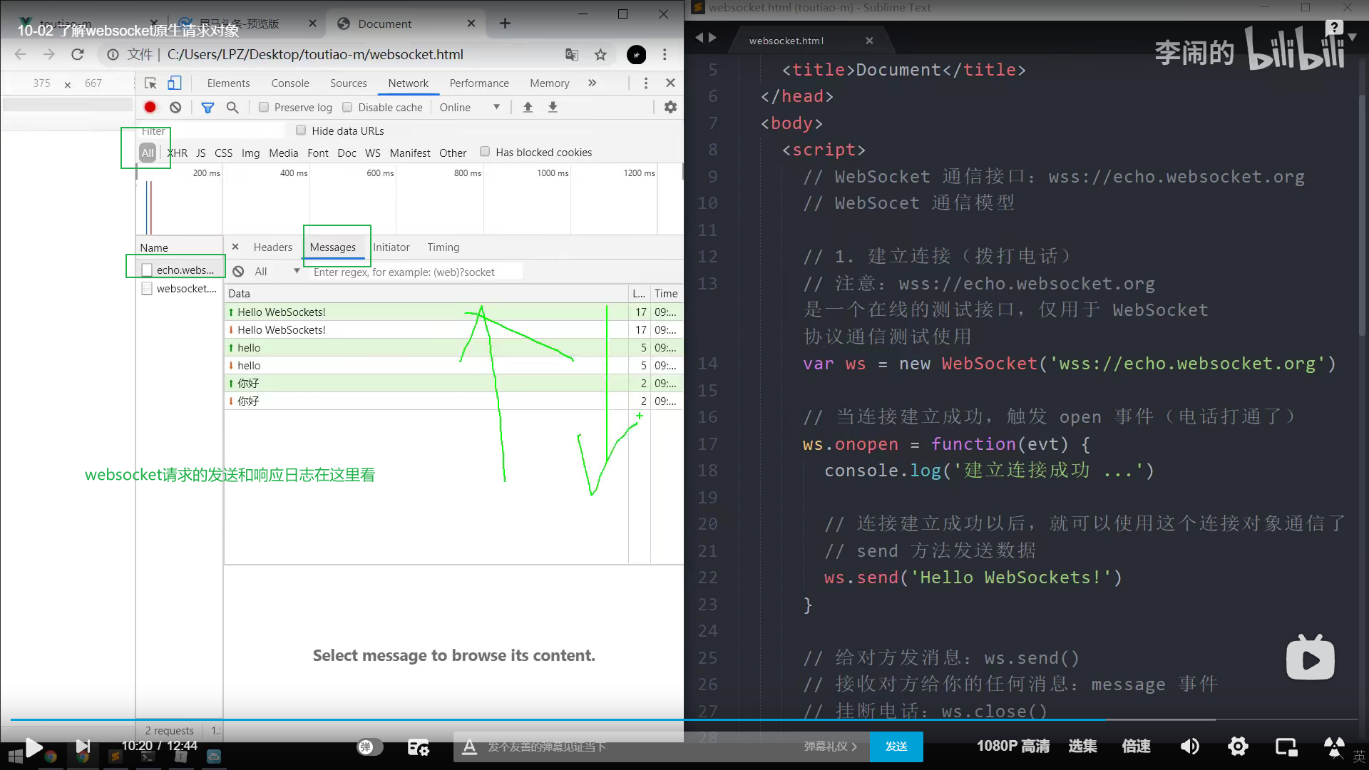 10-02 了解websocket原生请求对象
Document
文件 | C:/Users/LPZ/Desktop/toutiao-m/websocket.html
375 x 667
Elements Console Sources Network Performance Memory »
Preserve log Disable cache Online
Filter Hide data URLs
All XHR JS CSS Img Media Font Doc WS Manifest Other Has blocked cookies
200 ms 400 ms 600 ms 800 ms 1000 ms 1200 ms
Name × Headers Messages Initiator Timing
echo.webs... All Enter regex, for example: (web)?socket
websocket....
Data L... Time
Hello WebSockets! 17 09:...
Hello WebSockets! 17 09:...
hello 5 09:...
hello 5 09:...
你好 2 09:...
你好 2 09:...
websocket请求的发送和响应日志在这里看
Select message to browse its content.
2 requests 1.
websocket.html (toutiao-m) - Sublime Text
websocket.html
李闹的 bilibili
5 <title>Document</title>
6 </head>
7 <body>
8 <script>
9 // WebSocket 通信接口: wss://echo.websocket.org
10 // WebSocet 通信模型
11
12 // 1. 建立连接（拨打电话）
13 // 注意: wss://echo.websocket.org
是一个在线的测试接口，仅用于 WebSocket
协议通信测试使用
14 var ws = new WebSocket('wss://echo.websocket.org')
15
16 // 当连接建立成功，触发 open 事件（电话打通了）
17 ws.onopen = function(evt) {
18 console.log('建立连接成功 ...')
19
20 // 连接建立成功以后，就可以使用这个连接对象通信了
21 // send 方法发送数据
22 ws.send('Hello WebSockets!')
23 }
24
25 // 给对方发消息: ws.send()
26 // 接收对方给你的任何消息: message 事件
27 // 挂断电话: ws.close()
28
10:20 / 12:44 弹 发个友善的弹幕见证当下 弹幕礼仪 > 发送 1080P 高清 选集 倍速
英